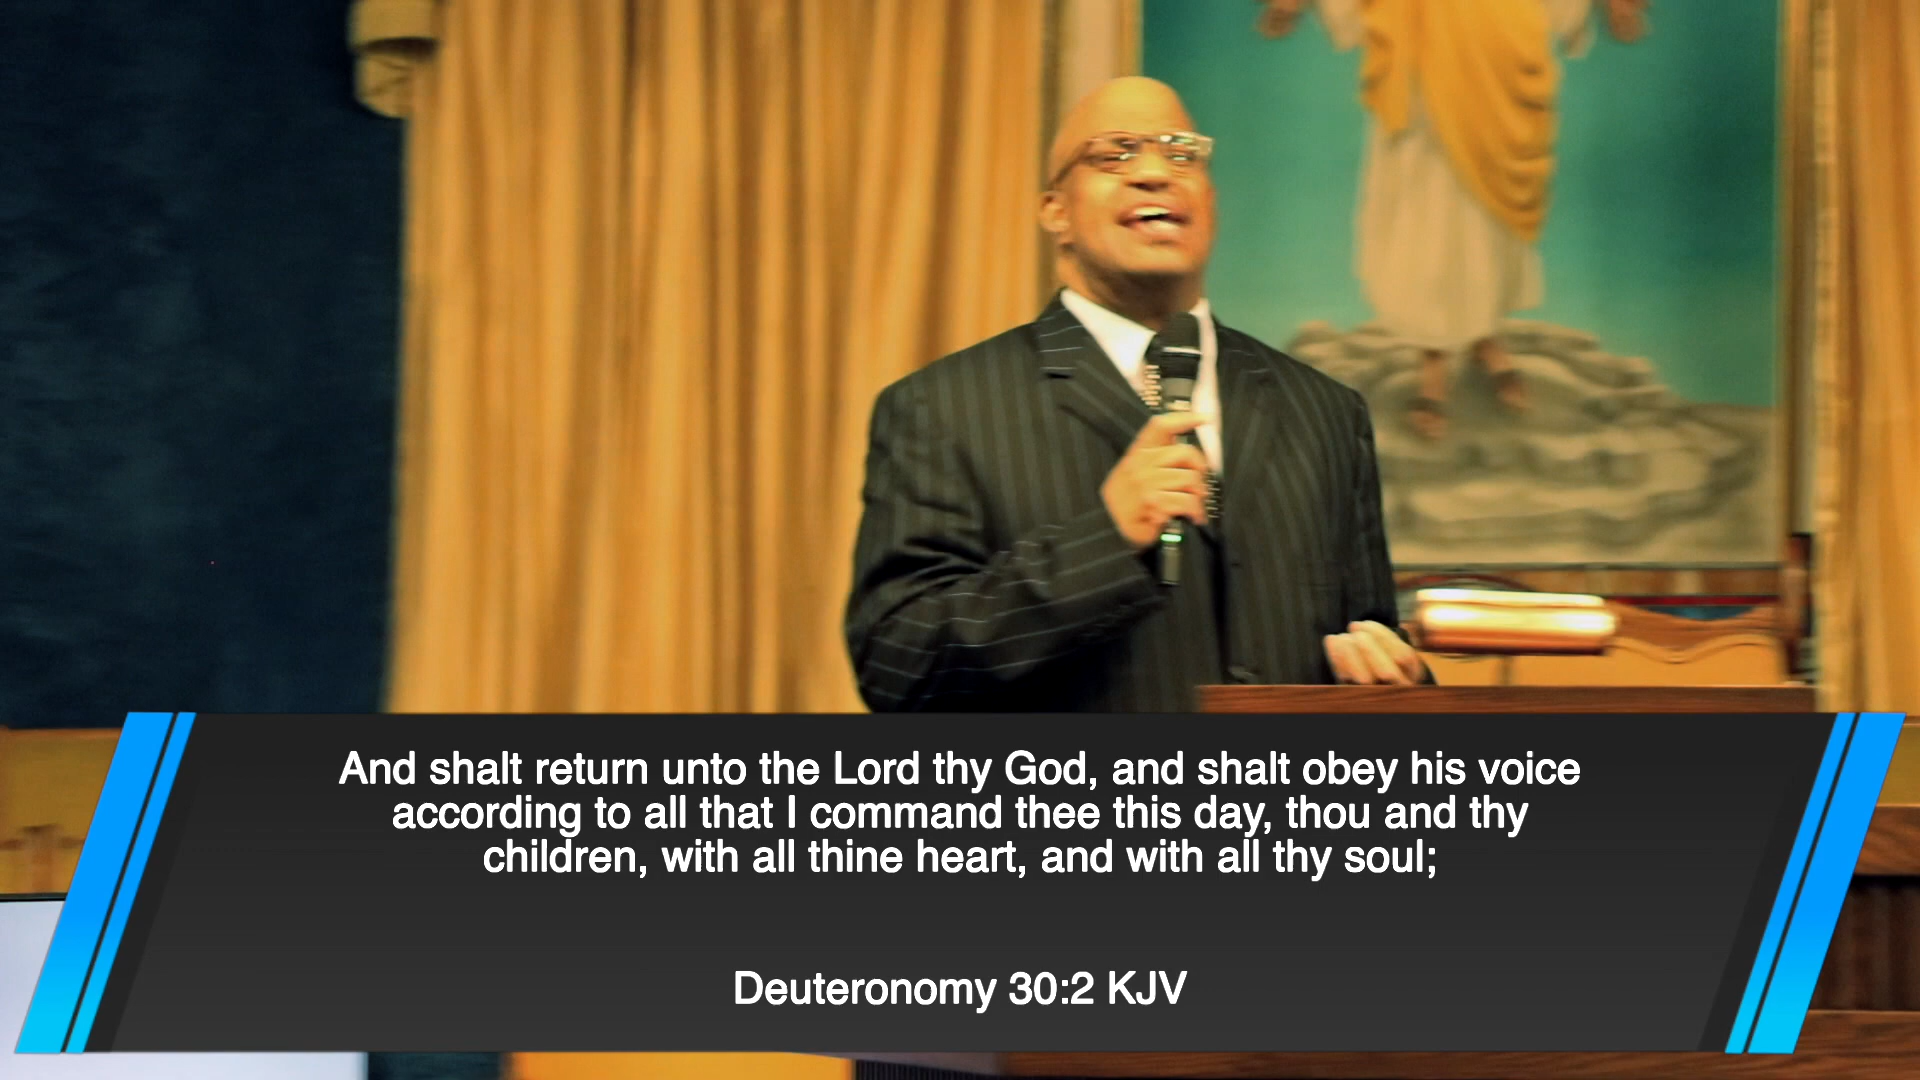 And shalt return unto the Lord thy God, and shalt obey his voice
according to all that I command thee this day, thou and thy
children, with all thine heart, and with all thy soul;
Deuteronomy 30:2 KJV